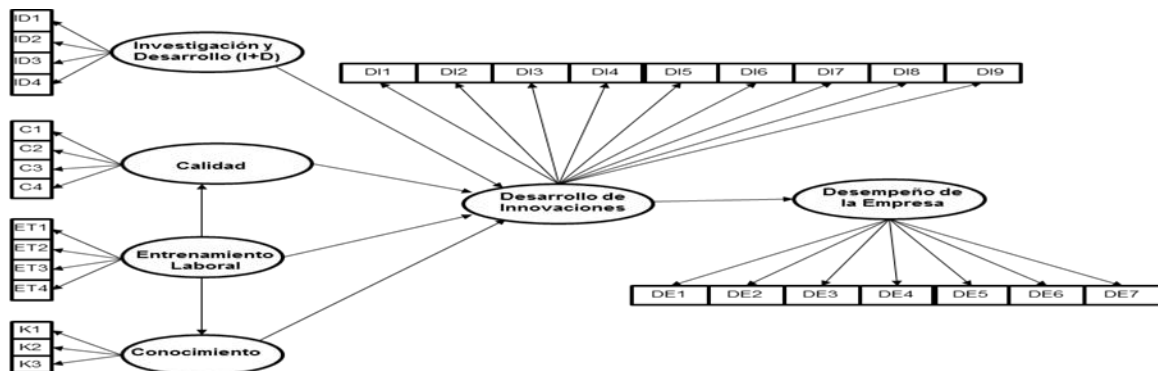 ID1
ID2
ID3
ID4
Investigación y
Desarrollo (I+D)
DI1 DI2 DI3 DI4 DI5 DI6 DI7 DI8 DI9
C1
C2
C3
C4
Calidad
Desarrollo de
Innovaciones
Desempeño de
la Empresa
ET1
ET2
ET3
ET4
Entrenamiento
Laboral
DE1 DE2 DE3 DE4 DE5 DE6 DE7
K1
K2
K3
Conocimiento